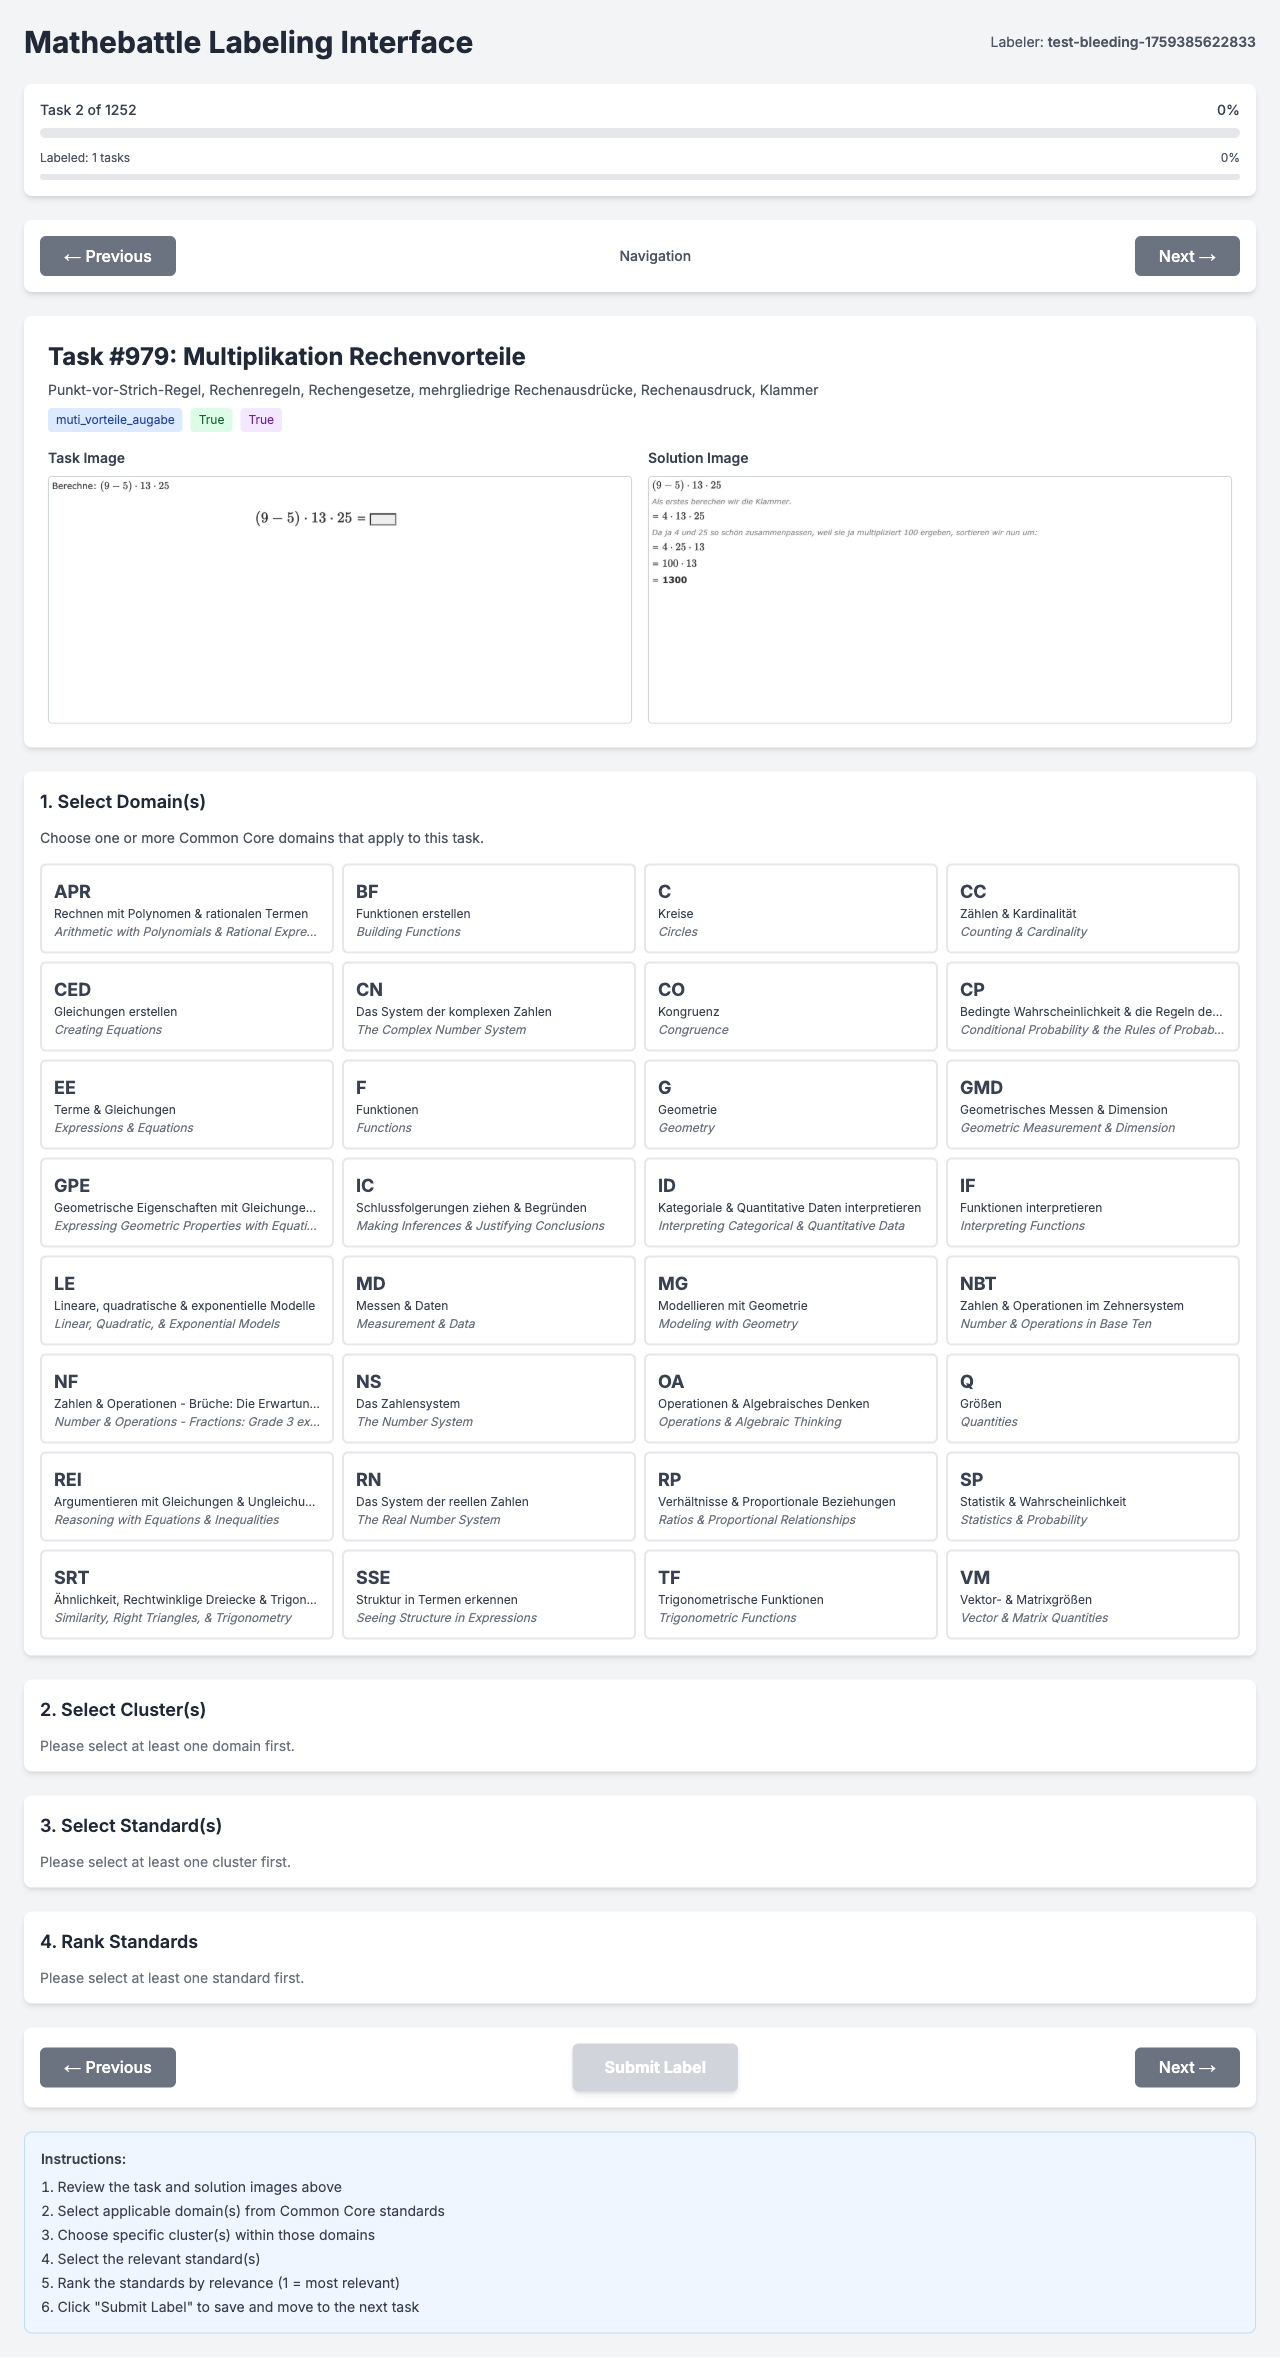 Mathebattle Labeling Interface
Labeler: test-bleeding-1759385622833
Task 2 of 1252
0%
Labeled: 1 tasks
0%
← Previous
Navigation
Next →
Task #979: Multiplikation Rechenvorteile
Punkt-vor-Strich-Regel, Rechenregeln, Rechengesetze, mehrgliedrige Rechenausdrücke, Rechenausdruck, Klammer
muti_vorteile_augabe True True
Task Image
Berechne: (9 − 5) · 13 · 25
(9 − 5) · 13 · 25 =
Solution Image
(9 − 5) · 13 · 25
Als erstes berechen wir die Klammer.
= 4 · 13 · 25
Da ja 4 und 25 so schön zusammenpassen, weil sie ja multipliziert 100 ergeben, sortieren wir nun um:
= 4 · 25 · 13
= 100 · 13
= 1300
1. Select Domain(s)
Choose one or more Common Core domains that apply to this task.
APR
Rechnen mit Polynomen & rationalen Termen
Arithmetic with Polynomials & Rational Expre...
BF
Funktionen erstellen
Building Functions
C
Kreise
Circles
CC
Zählen & Kardinalität
Counting & Cardinality
CED
Gleichungen erstellen
Creating Equations
CN
Das System der komplexen Zahlen
The Complex Number System
CO
Kongruenz
Congruence
CP
Bedingte Wahrscheinlichkeit & die Regeln de...
Conditional Probability & the Rules of Probab...
EE
Terme & Gleichungen
Expressions & Equations
F
Funktionen
Functions
G
Geometrie
Geometry
GMD
Geometrisches Messen & Dimension
Geometric Measurement & Dimension
GPE
Geometrische Eigenschaften mit Gleichunge...
Expressing Geometric Properties with Equati...
IC
Schlussfolgerungen ziehen & Begründen
Making Inferences & Justifying Conclusions
ID
Kategoriale & Quantitative Daten interpretieren
Interpreting Categorical & Quantitative Data
IF
Funktionen interpretieren
Interpreting Functions
LE
Lineare, quadratische & exponentielle Modelle
Linear, Quadratic, & Exponential Models
MD
Messen & Daten
Measurement & Data
MG
Modellieren mit Geometrie
Modeling with Geometry
NBT
Zahlen & Operationen im Zehnersystem
Number & Operations in Base Ten
NF
Zahlen & Operationen - Brüche: Die Erwartun...
Number & Operations - Fractions: Grade 3 ex...
NS
Das Zahlensystem
The Number System
OA
Operationen & Algebraisches Denken
Operations & Algebraic Thinking
Q
Größen
Quantities
REI
Argumentieren mit Gleichungen & Ungleichu...
Reasoning with Equations & Inequalities
RN
Das System der reellen Zahlen
The Real Number System
RP
Verhältnisse & Proportionale Beziehungen
Ratios & Proportional Relationships
SP
Statistik & Wahrscheinlichkeit
Statistics & Probability
SRT
Ähnlichkeit, Rechtwinklige Dreiecke & Trigon...
Similarity, Right Triangles, & Trigonometry
SSE
Struktur in Termen erkennen
Seeing Structure in Expressions
TF
Trigonometrische Funktionen
Trigonometric Functions
VM
Vektor- & Matrixgrößen
Vector & Matrix Quantities
2. Select Cluster(s)
Please select at least one domain first.
3. Select Standard(s)
Please select at least one cluster first.
4. Rank Standards
Please select at least one standard first.
← Previous
Submit Label
Next →
Instructions:
1. Review the task and solution images above
2. Select applicable domain(s) from Common Core standards
3. Choose specific cluster(s) within those domains
4. Select the relevant standard(s)
5. Rank the standards by relevance (1 = most relevant)
6. Click "Submit Label" to save and move to the next task